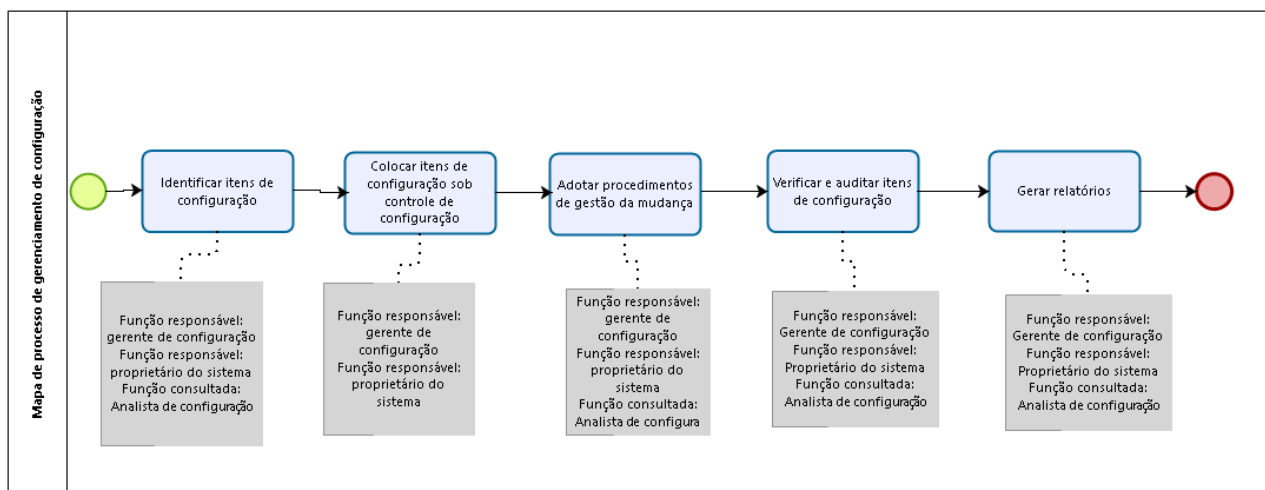 Mapa de processo de gerenciamento de configuração
Identificar itens de
configuração
Colocar itens de
configuração sob
controle de
configuração
Adotar procedimentos
de gestão da mudança
Verificar e auditar itens
de configuração
Gerar relatórios
Função responsável:
gerente de configuração
Função responsável:
proprietário do sistema
Função consultada:
Analista de configuração
Função responsável:
gerente de
configuração
Função responsável:
proprietário do
sistema
Função responsável:
gerente de
configuração
Função responsável:
proprietário do
sistema
Função consultada:
Analista de configura
Função responsável:
Gerente de configuração
Função responsável:
Proprietário do sistema
Função consultada:
Analista de configuração
Função responsável:
Gerente de configuração
Função responsável:
Proprietário do sistema
Função consultada:
Analista de configuração